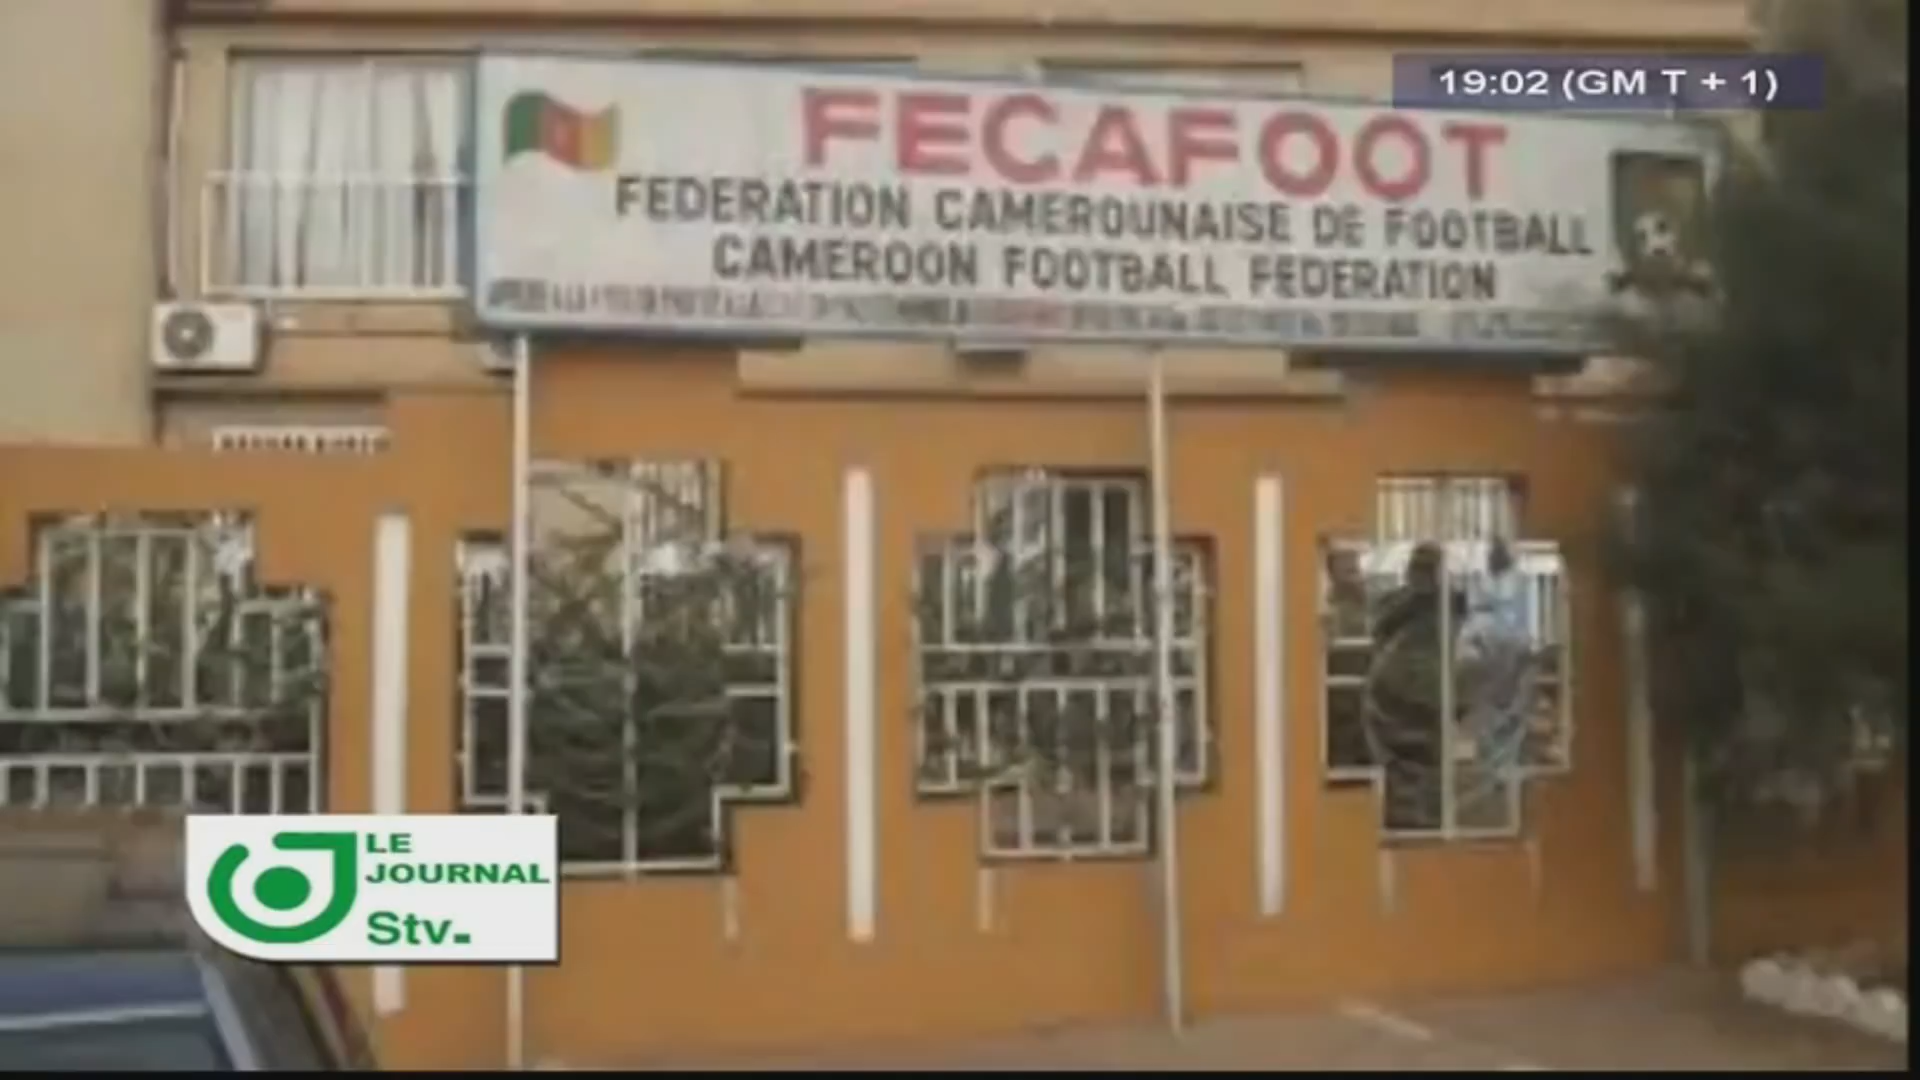 19:02 (GM T + 1)
FECAFOOT
FEDERATION CAMEROUNAISE DE FOOTBALL
CAMEROON FOOTBALL FEDERATION
LE
JOURNAL
Stv